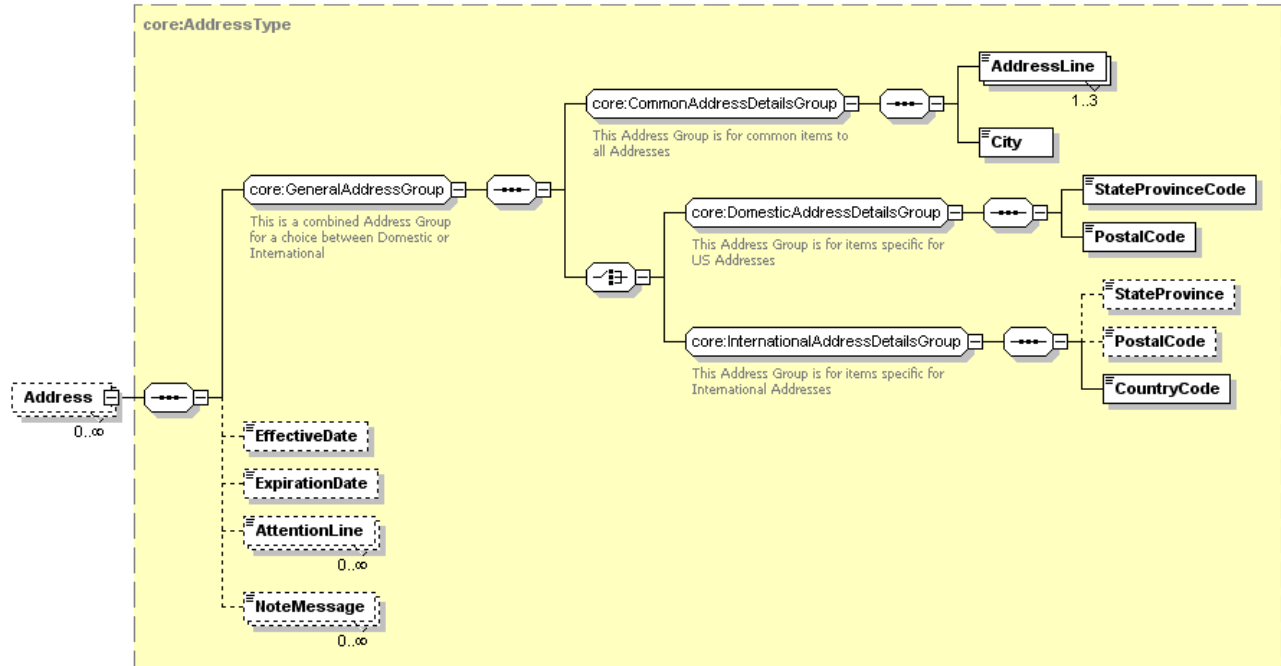 core:AddressType
AddressLine
1..3
core:CommonAddressDetailsGroup
This Address Group is for common items to
all Addresses
City
core:GeneralAddressGroup
This is a combined Address Group
for a choice between Domestic or
International
core:DomesticAddressDetailsGroup
This Address Group is for items specific for
US Addresses
StateProvinceCode
PostalCode
core:InternationalAddressDetailsGroup
This Address Group is for items specific for
International Addresses
StateProvince
PostalCode
CountryCode
Address
0..∞
EffectiveDate
ExpirationDate
AttentionLine
0..∞
NoteMessage
0..∞